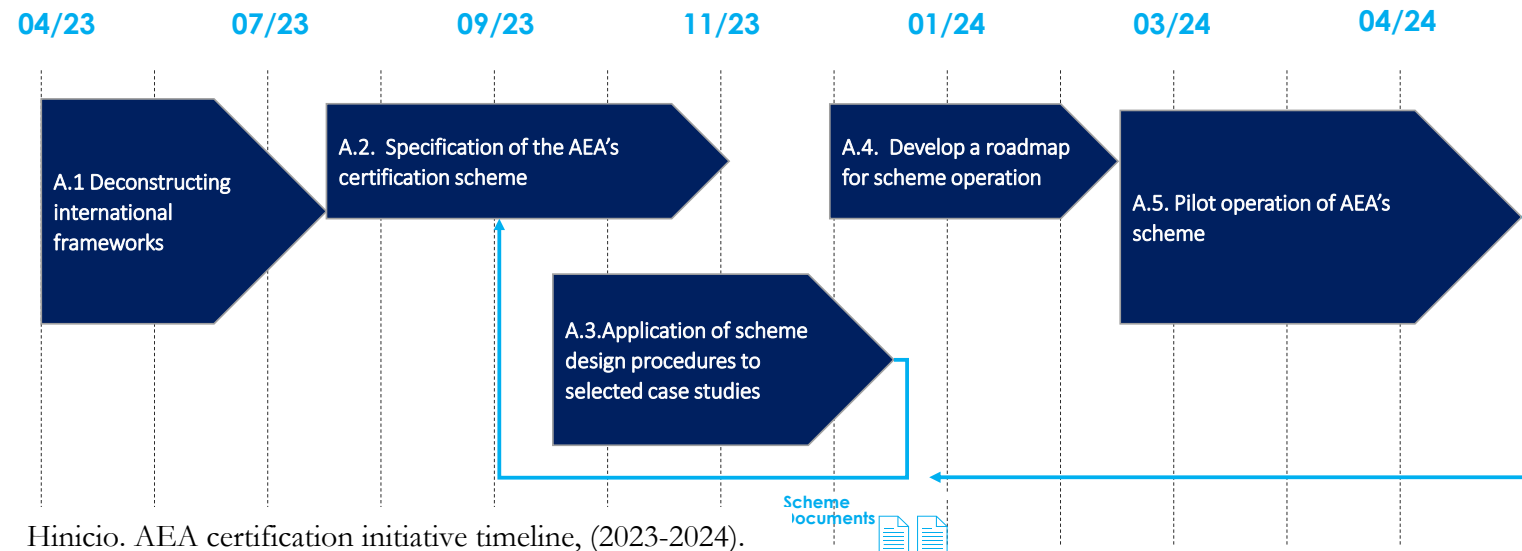 04/23
07/23
09/23
11/23
01/24
03/24
04/24
A.1 Deconstructing
international
frameworks
A.2.  Specification of the AEA's
certification scheme
A.3.Application of scheme
design procedures to
selected case studies
A.4.  Develop a roadmap
for scheme operation
A.5. Pilot operation of AEA's
scheme
Scheme
ocuments
Hinicio. AEA certification initiative timeline, (2023-2024).